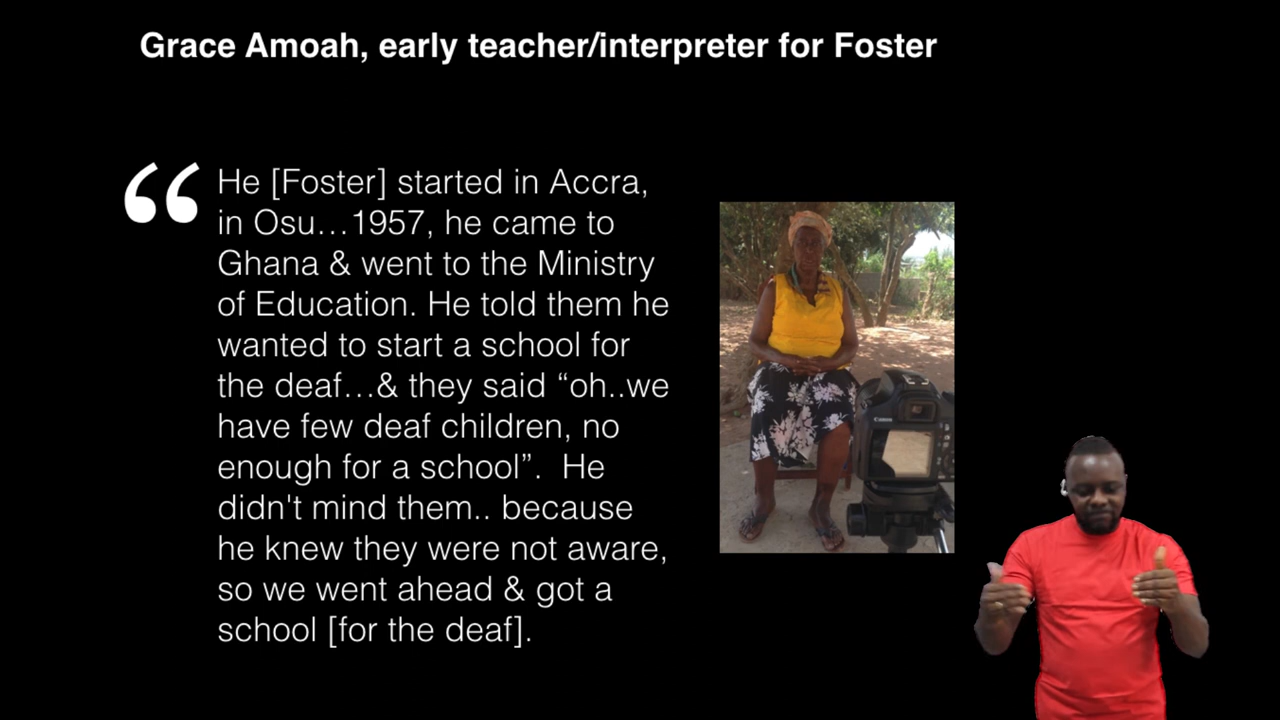 Grace Amoah, early teacher/interpreter for Foster
“ He [Foster] started in Accra,
in Osu…1957, he came to
Ghana & went to the Ministry
of Education. He told them he
wanted to start a school for
the deaf…& they said “oh..we
have few deaf children, no
enough for a school”.  He
didn't mind them.. because
he knew they were not aware,
so we went ahead & got a
school [for the deaf].
Canon